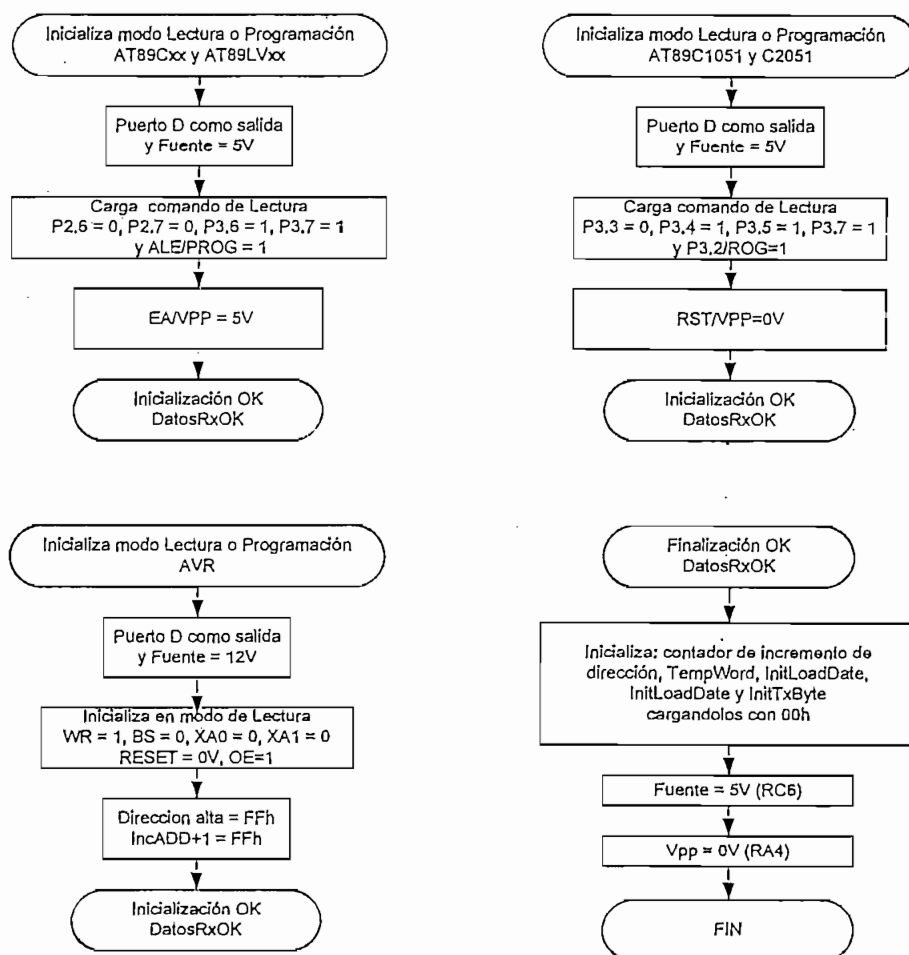 Inicializa modo Lectura o Programación
AT89Cxx y AT89LVxx
Puerto D como salida
y Fuente = 5V
Carga comando de Lectura
P2.6 = 0, P2.7 = 0, P3.6 = 1, P3.7 = 1
y ALE/PROG = 1
EA/VPP = 5V
Inicialización OK
DatosRxOK
Inicializa modo Lectura o Programación
AT89C1051 y C2051
Puerto D como salida
y Fuente = 5V
Carga comando de Lectura
P3.3 = 0, P3.4 = 1, P3.5 = 1, P3.7 = 1
y P3.2/ROG=1
RST/VPP=0V
Inicialización OK
DatosRxOK
Inicializa modo Lectura o Programación
AVR
Puerto D como salida
y Fuente = 12V
Inicializa en modo de Lectura
WR = 1, BS = 0, XA0 = 0, XA1 = 0
RESET = 0V, OE=1
Direccion alta = FFh
IncADD+1 = FFh
Inicialización OK
DatosRxOK
Finalización OK
DatosRxOK
Inicializa: contador de incremento de
dirección, TempWord, InitLoadDate,
InitLoadDate y InitTxByte
cargandolos con 00h
Fuente = 5V (RC6)
Vpp = 0V (RA4)
FIN